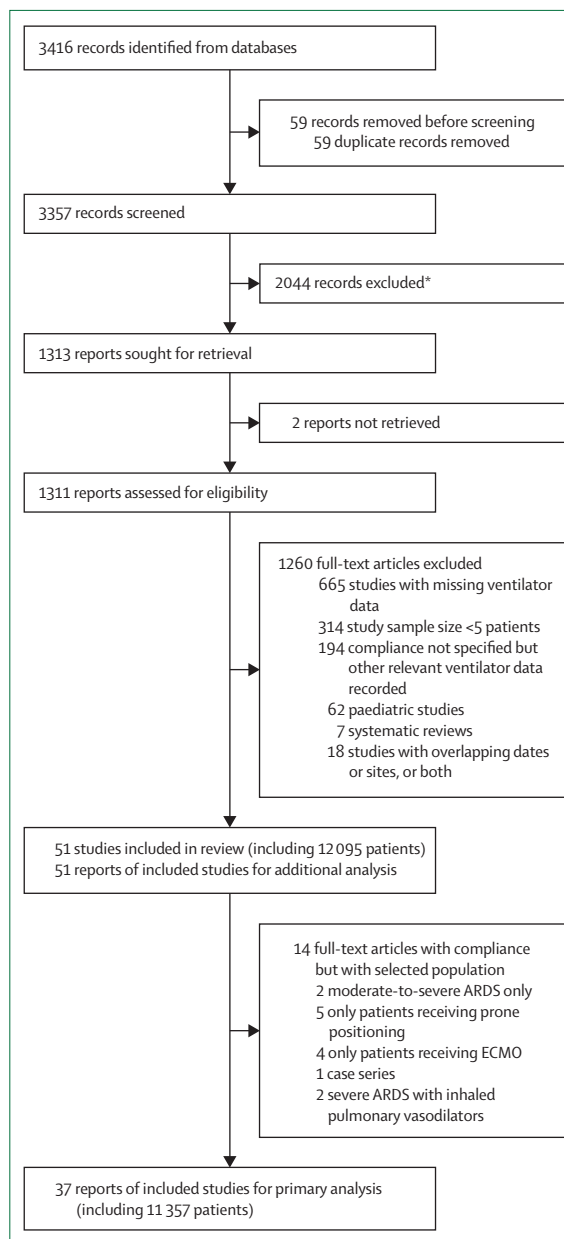 3416 records identified from databases
59 records removed before screening
59 duplicate records removed
3357 records screened
2044 records excluded*
1313 reports sought for retrieval
2 reports not retrieved
1311 reports assessed for eligibility
1260 full-text articles excluded
665 studies with missing ventilator
data
314 study sample size <5 patients
194 compliance not specified but
other relevant ventilator data
recorded
62 paediatric studies
7 systematic reviews
18 studies with overlapping dates
or sites, or both
51 studies included in review (including 12 095 patients)
51 reports of included studies for additional analysis
14 full-text articles with compliance
but with selected population
2 moderate-to-severe ARDS only
5 only patients receiving prone
positioning
4 only patients receiving ECMO
1 case series
2 severe ARDS with inhaled
pulmonary vasodilators
37 reports of included studies for primary analysis
(including 11 357 patients)